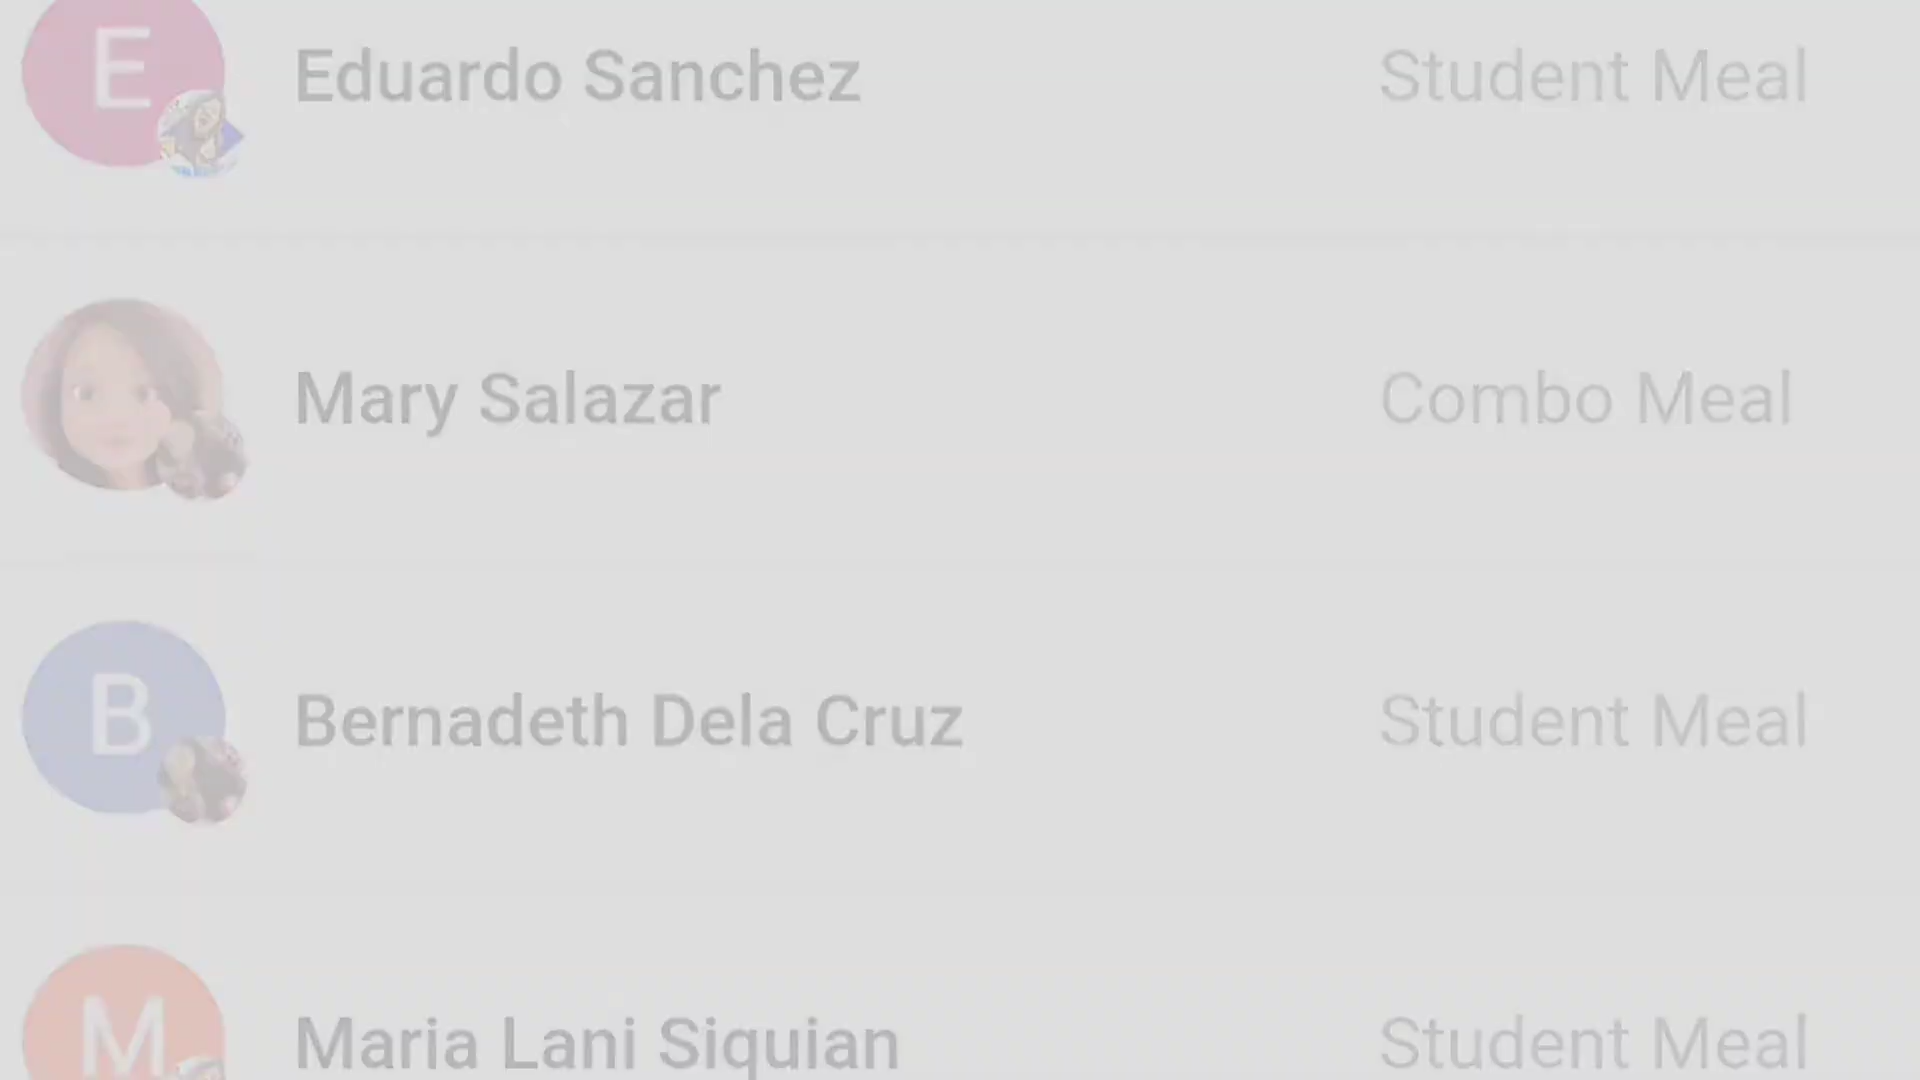 E
Eduardo Sanchez Student Meal
Mary Salazar Combo Meal
B
Bernadeth Dela Cruz Student Meal
M
Maria Lani Siquian Student Meal